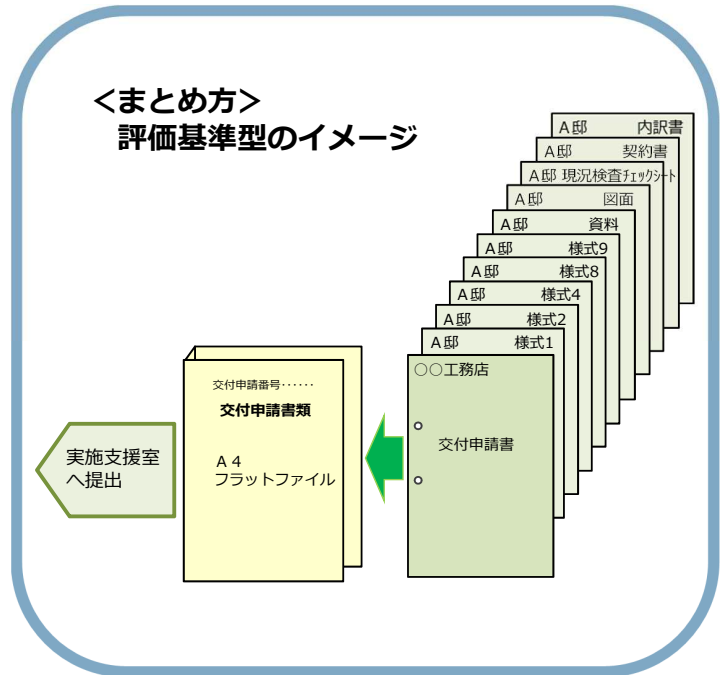 ＜まとめ方＞
評価基準型のイメージ
A邸 内訳書
A邸 契約書
A邸 現況検査ﾁｪｯｸｼｰﾄ
A邸 図面
A邸 資料
A邸 様式9
A邸 様式8
A邸 様式4
A邸 様式2
A邸 様式1
○○工務店
交付申請書
交付申請番号‥‥‥
交付申請書類
A４
フラットファイル
実施支援室
へ提出